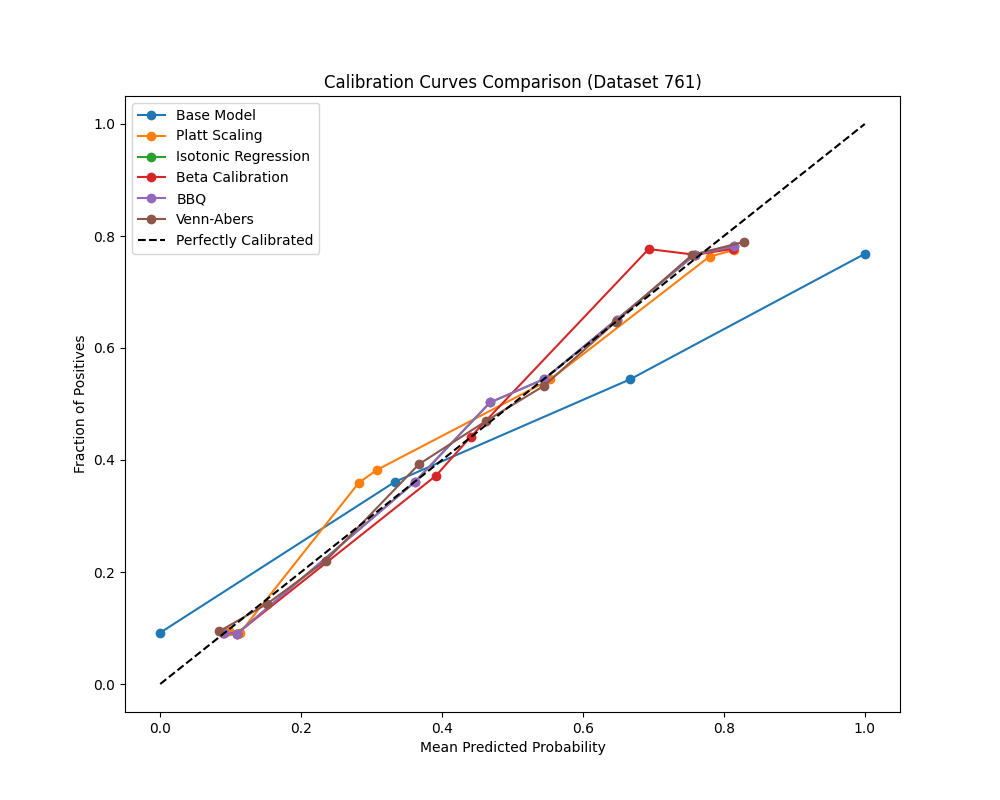 Calibration Curves Comparison (Dataset 761)
Base Model
Platt Scaling
Isotonic Regression
Beta Calibration
BBQ
Venn-Abers
Perfectly Calibrated
Fraction of Positives
1.0
0.8
0.6
0.4
0.2
0.0
0.0 0.2 0.4 0.6 0.8 1.0
Mean Predicted Probability